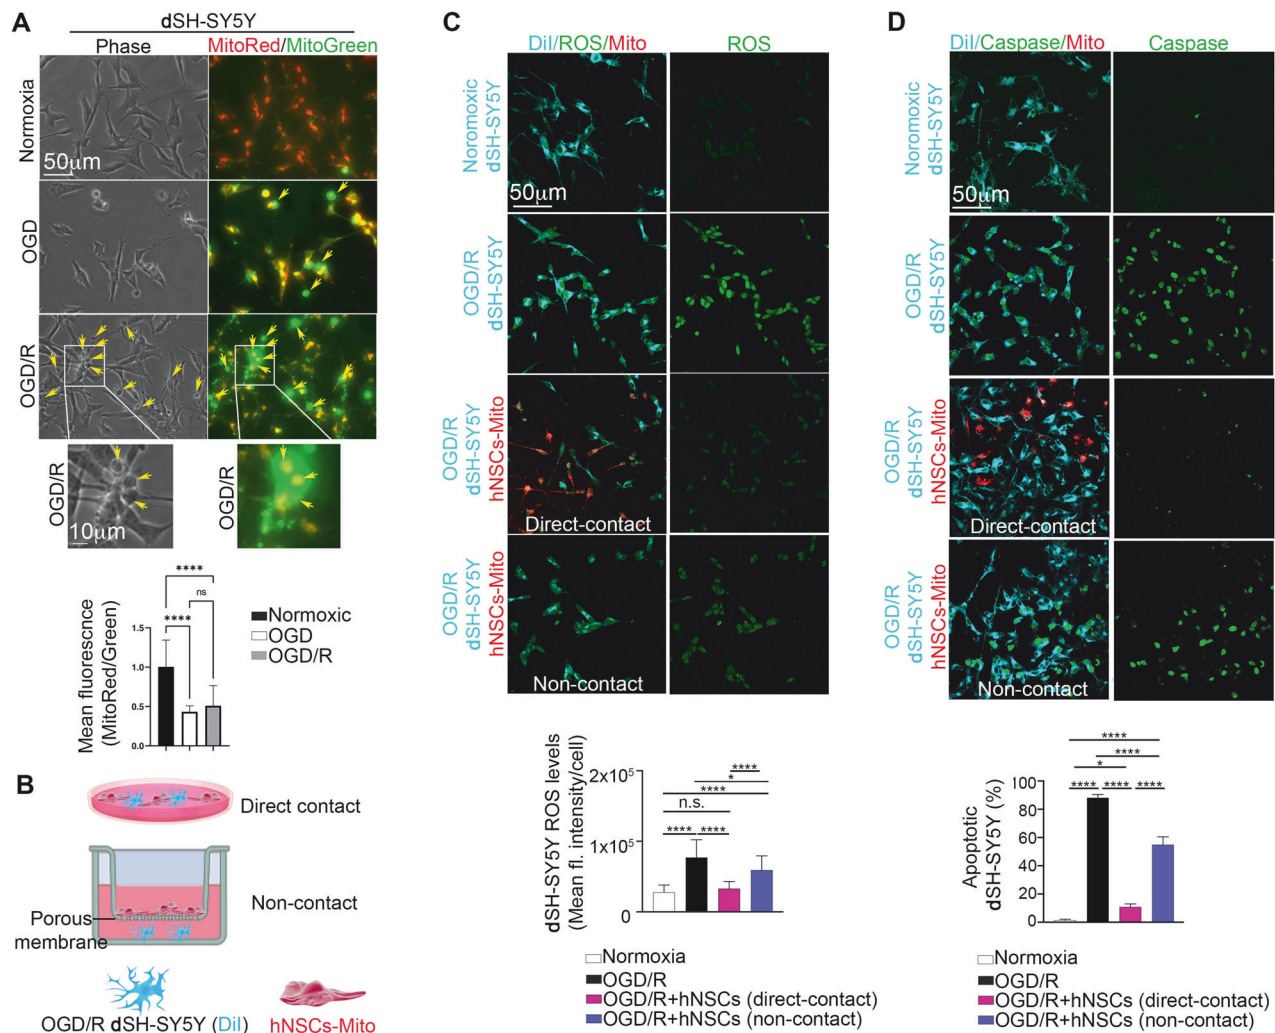 A
dSH-SY5Y
Phase
MitoRed/MitoGreen
Normoxia
50μm
OGD
OGD/R
OGD/R
10μm
OGD/R
****
****
ns
Mean fluorescnce
(MitoRed/Green)
1.5
1.0
0.5
0.0
Normoxic
OGD
OGD/R
B
Direct contact
Non-contact
Porous
membrane
OGD/R dSH-SY5Y (Dil)
hNSCs-Mito
C
Dil/ROS/Mito
ROS
Noromoxic
dSH-SY5Y
50μm
OGD/R
dSH-SY5Y
OGD/R
dSH-SY5Y
hNSCs-Mito
Direct-contact
OGD/R
dSH-SY5Y
hNSCs-Mito
Non-contact
dSH-SY5Y ROS levels
(Mean fl. intensity/cell)
2x10⁵
1x10⁵
0
****
*
****
n.s.
****
****
Normoxia
OGD/R
OGD/R+hNSCs (direct-contact)
OGD/R+hNSCs (non-contact)
D
Dil/Caspase/Mito
Caspase
Noromoxic
dSH-SY5Y
OGD/R
dSH-SY5Y
OGD/R
dSH-SY5Y
hNSCs-Mito
Direct-contact
OGD/R
dSH-SY5Y
hNSCs-Mito
Non-contact
Apoptotic
dSH-SY5Y (%)
100
80
60
40
20
0
****
****
*
****
****
****
Normoxia
OGD/R
OGD/R+hNSCs (direct-contact)
OGD/R+hNSCs (non-contact)